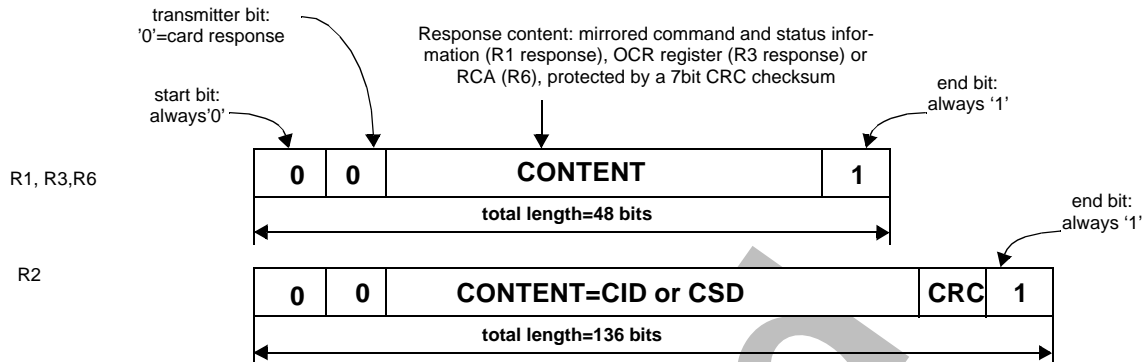 transmitter bit:
'0'=card response
Response content: mirrored command and status infor-
mation (R1 response), OCR register (R3 response) or
RCA (R6), protected by a 7bit CRC checksum
start bit:
always'0'
end bit:
always ‘1’
R1, R3,R6
0 0 CONTENT 1
total length=48 bits
end bit:
always ‘1’
R2
0 0 CONTENT=CID or CSD CRC 1
total length=136 bits